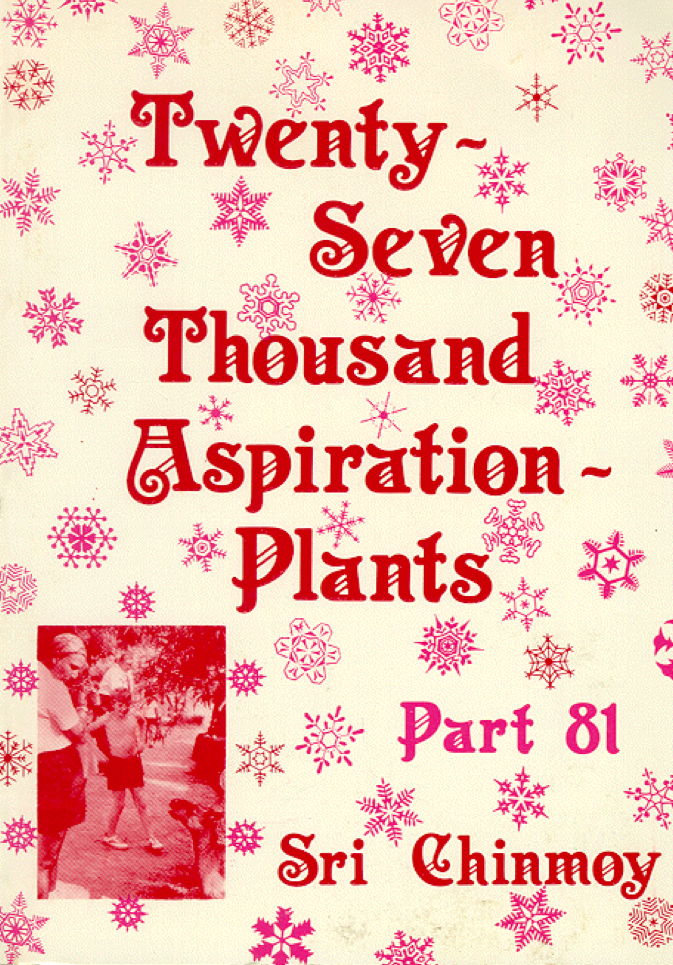 Twenty~
Seven
Thousand
Aspiration~
Plants
Part 81
Sri Chinmoy